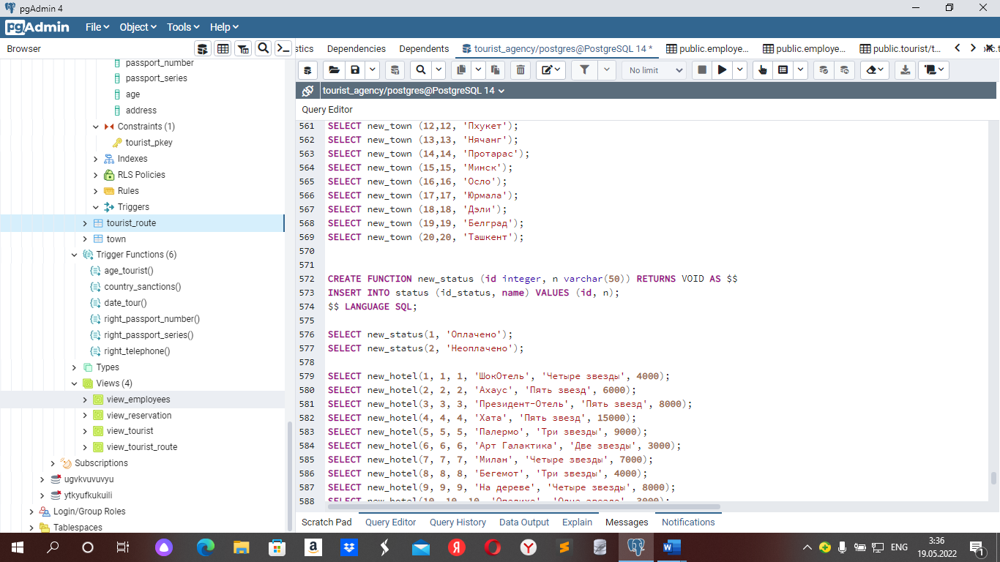 pgAdmin 4
pgAdmin File Object Tools Help
Browser
stics Dependencies Dependents tourist_agency/postgres@PostgreSQL 14 * public.employe... public.employe... public.tourist/t...
No limit
tourist_agency/postgres@PostgreSQL 14
Query Editor
passport_number
passport_series
age
address
Constraints (1)
tourist_pkey
Indexes
RLS Policies
Rules
Triggers
tourist_route
town
Trigger Functions (6)
age_tourist()
country_sanctions()
date_tour()
right_passport_number()
right_passport_series()
right_telephone()
Types
Views (4)
view_employees
view_reservation
view_tourist
view_tourist_route
Subscriptions
ugvkvuvuvyu
ytkyufkukuili
Login/Group Roles
Tablespaces
561 SELECT new_town (12,12, 'Пхукет');
562 SELECT new_town (13,13, 'Нячанг');
563 SELECT new_town (14,14, 'Протарас');
564 SELECT new_town (15,15, 'Минск');
565 SELECT new_town (16,16, 'Осло');
566 SELECT new_town (17,17, 'Юрмала');
567 SELECT new_town (18,18, 'Дэли');
568 SELECT new_town (19,19, 'Белград');
569 SELECT new_town (20,20, 'Ташкент');
570
571
572 CREATE FUNCTION new_status (id integer, n varchar(50)) RETURNS VOID AS $$
573 INSERT INTO status (id_status, name) VALUES (id, n);
574 $$ LANGUAGE SQL;
575
576 SELECT new_status(1, 'Оплачено');
577 SELECT new_status(2, 'Неоплачено');
578
579 SELECT new_hotel(1, 1, 1, 'ШокОтель', 'Четыре звезды', 4000);
580 SELECT new_hotel(2, 2, 2, 'Ахаус', 'Пять звезд', 6000);
581 SELECT new_hotel(3, 3, 3, 'Президент-Отель', 'Пять звезд', 8000);
582 SELECT new_hotel(4, 4, 4, 'Хата', 'Пять звезд', 15000);
583 SELECT new_hotel(5, 5, 5, 'Палермо', 'Три звезды', 9000);
584 SELECT new_hotel(6, 6, 6, 'Арт Галактика', 'Две звезды', 3000);
585 SELECT new_hotel(7, 7, 7, 'Милан', 'Четыре звезды', 7000);
586 SELECT new_hotel(8, 8, 8, 'Бегемот', 'Три звезды', 4000);
587 SELECT new_hotel(9, 9, 9, 'На дереве', 'Четыре звезды', 8000);
588 SELECT new_hotel(10, 10, 10,
Scratch Pad Query Editor Query History Data Output Explain Messages Notifications
ENG
3:36
19.05.2022
1